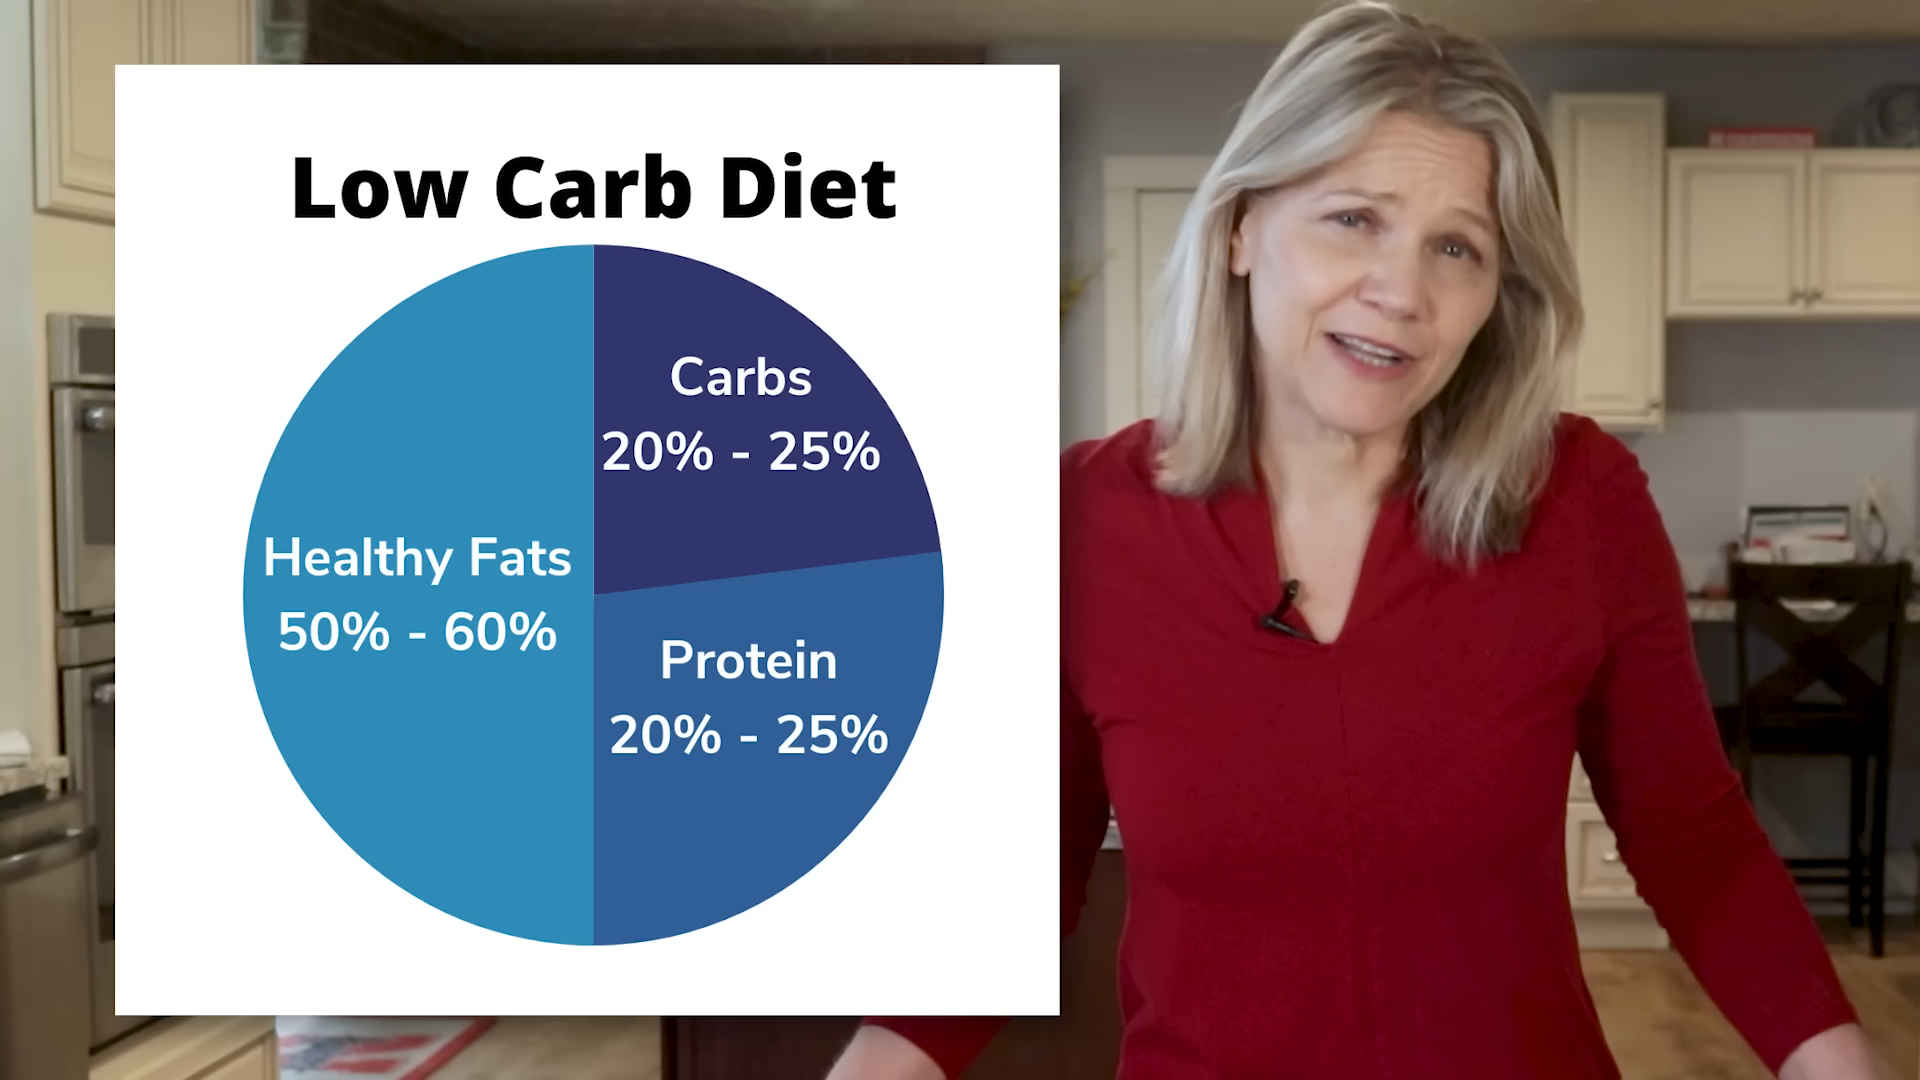 Low Carb Diet
Carbs
20% - 25%
Healthy Fats
50% - 60%
Protein
20% - 25%